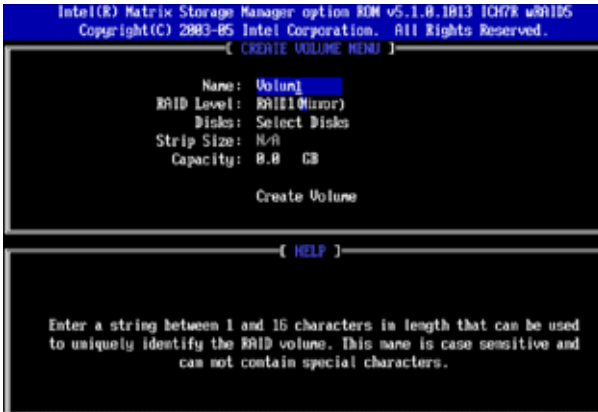 Intel(R) Matrix Storage Manager option ROM v5.1.0.1013 ICH7R wRAID5
Copyright(C) 2003-05 Intel Corporation. All Rights Reserved.
[ CREATE VOLUME MENU ]
Name: Volum1
RAID Level: RAID1(Mirror)
Disks: Select Disks
Strip Size: N/A
Capacity: 0.0 GB
Create Volume
[ HELP ]
Enter a string between 1 and 16 characters in length that can be used
to uniquely identify the RAID volume. This name is case sensitive and
can not contain special characters.